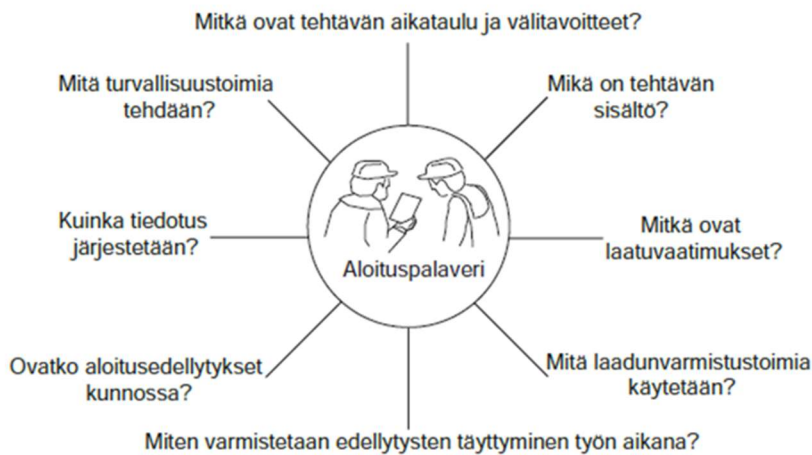 Mitkä ovat tehtävän aikataulu ja välitavoitteet?
Mitä turvallisuustoimia
tehdään?
Mikä on tehtävän
sisältö?
Kuinka tiedotus
järjestetään?
Mitkä ovat
laatuvaatimukset?
Aloituspalaveri
Ovatko aloitusedellytykset
kunnossa?
Mitä laadunvarmistustoimia
käytetään?
Miten varmistetaan edellytysten täyttyminen työn aikana?